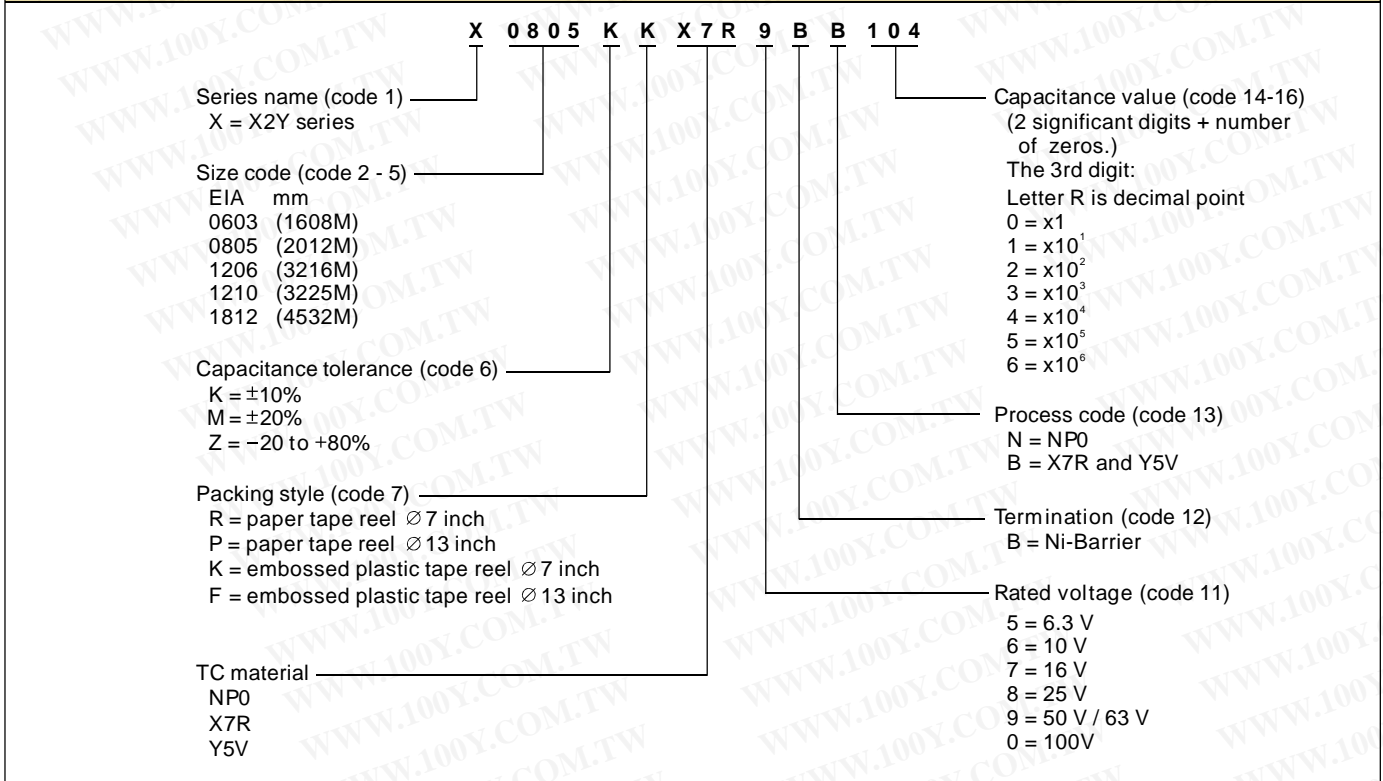 X 0805 K K X7R 9 B B 104
Series name (code 1)
X = X2Y series
Size code (code 2 - 5)
EIA mm
0603 (1608M)
0805 (2012M)
1206 (3216M)
1210 (3225M)
1812 (4532M)
Capacitance tolerance (code 6)
K = ±10%
M = ±20%
Z = −20 to +80%
Packing style (code 7)
R = paper tape reel ∅ 7 inch
P = paper tape reel ∅ 13 inch
K = embossed plastic tape reel ∅ 7 inch
F = embossed plastic tape reel ∅ 13 inch
TC material
NP0
X7R
Y5V
Capacitance value (code 14-16)
(2 significant digits + number
of zeros.)
The 3rd digit:
Letter R is decimal point
0 = x1
1 = x10¹
2 = x10²
3 = x10³
4 = x10⁴
5 = x10⁵
6 = x10⁶
Process code (code 13)
N = NP0
B = X7R and Y5V
Termination (code 12)
B = Ni-Barrier
Rated voltage (code 11)
5 = 6.3 V
6 = 10 V
7 = 16 V
8 = 25 V
9 = 50 V / 63 V
0 = 100V
WWW.100Y.COM.TW